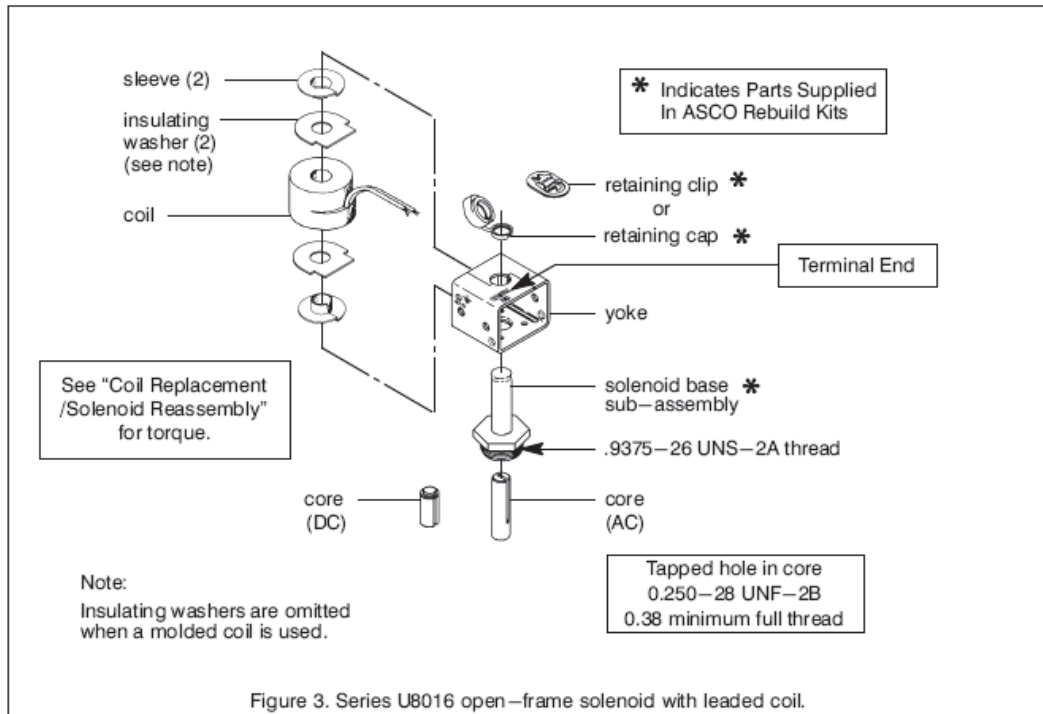 sleeve (2)
insulating
washer (2)
(see note)
coil
* Indicates Parts Supplied
In ASCO Rebuild Kits
retaining clip *
or
retaining cap *
Terminal End
yoke
See “Coil Replacement
/Solenoid Reassembly”
for torque.
solenoid base *
sub–assembly
.9375–26 UNS–2A thread
core
(DC)
core
(AC)
Note:
Insulating washers are omitted
when a molded coil is used.
Tapped hole in core
0.250–28 UNF–2B
0.38 minimum full thread
Figure 3. Series U8016 open–frame solenoid with leaded coil.